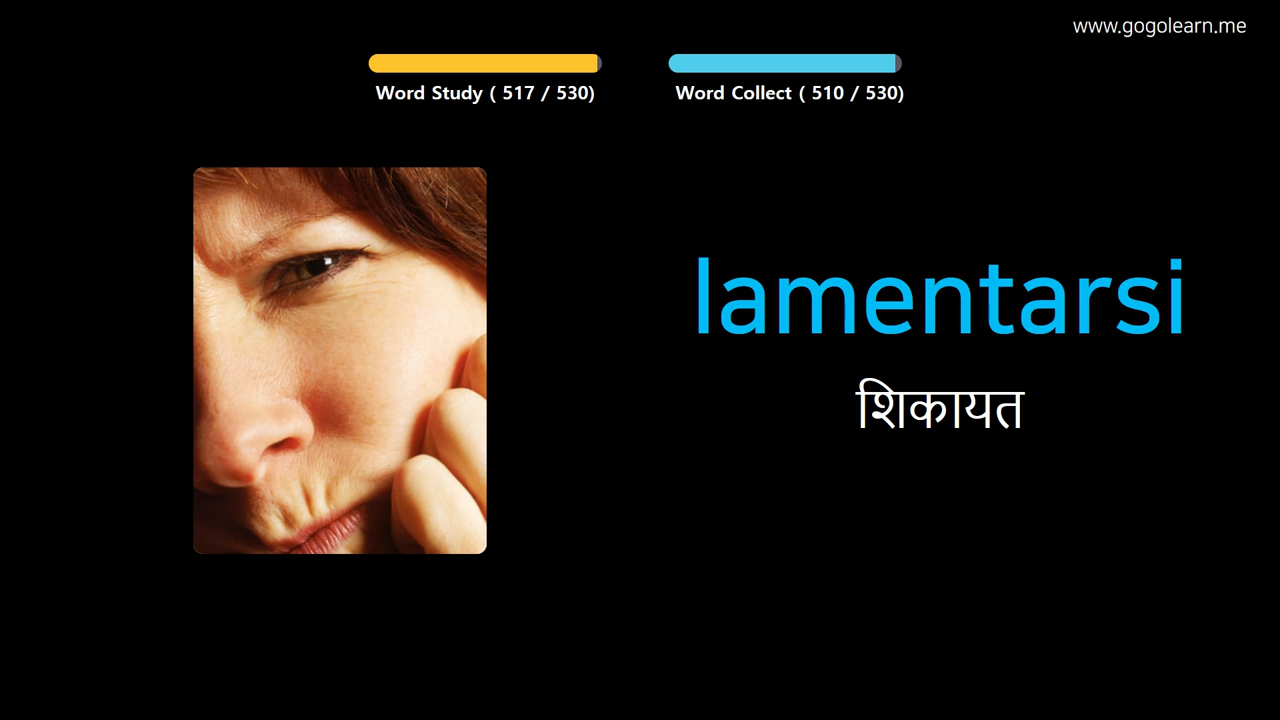 www.gogolearn.me
Word Study ( 517 / 530)
Word Collect ( 510 / 530)
lamentarsi
शिकायत